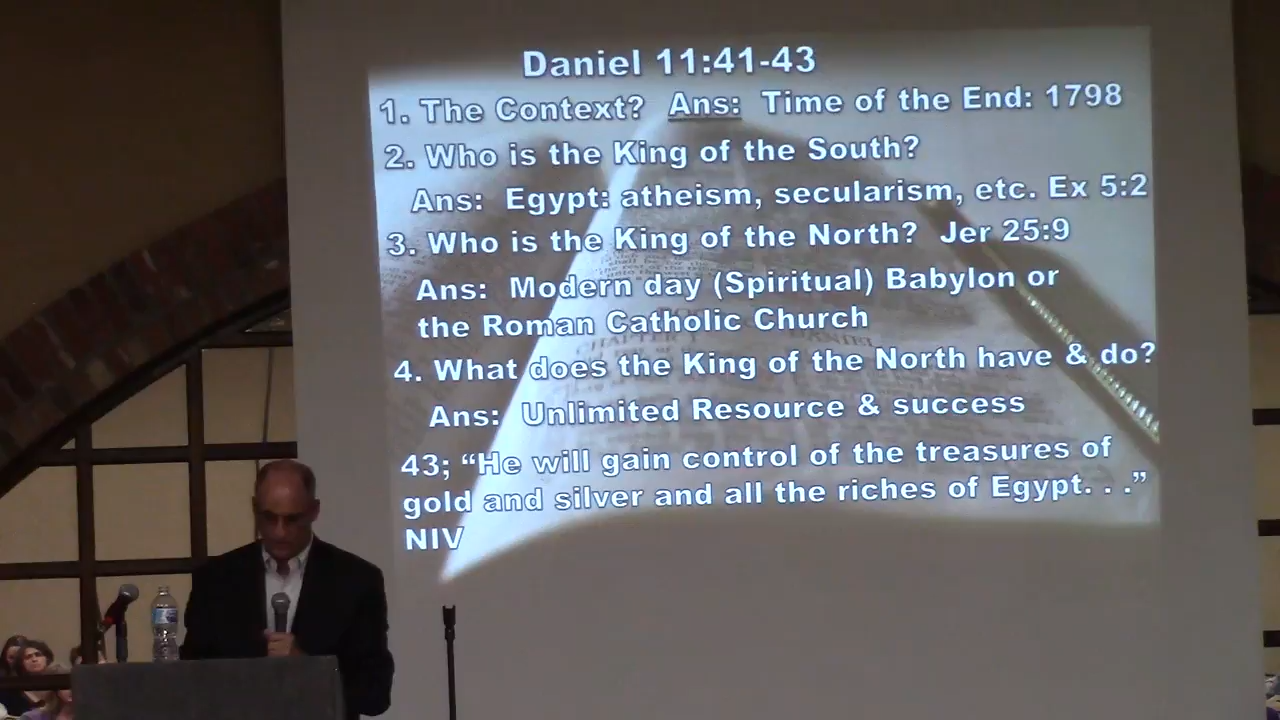 Daniel 11:41-43
1. The Context? Ans: Time of the End: 1798
2. Who is the King of the South?
Ans: Egypt: atheism, secularism, etc. Ex 5:2
3. Who is the King of the North? Jer 25:9
Ans: Modern day (Spiritual) Babylon or
the Roman Catholic Church
4. What does the King of the North have & do?
Ans: Unlimited Resource & success
43; “He will gain control of the treasures of
gold and silver and all the riches of Egypt. . .”
NIV